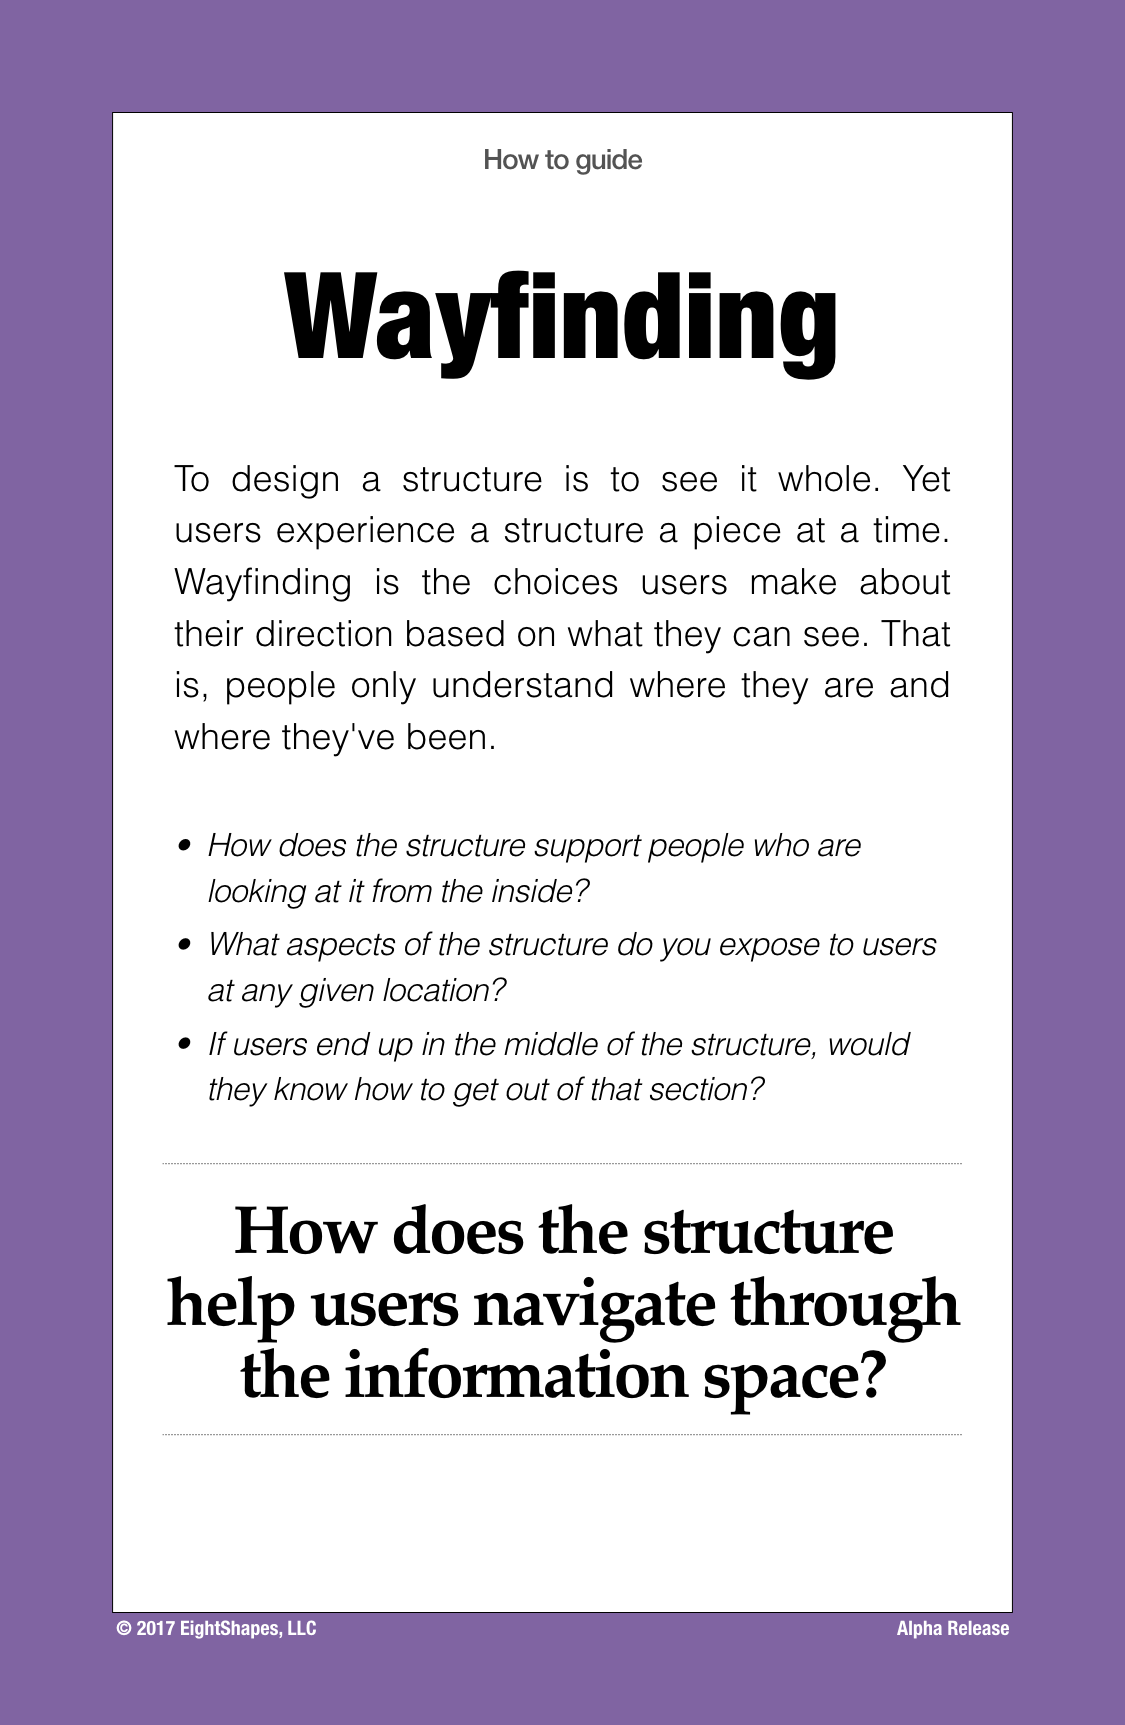 How to guide
Wayfinding
To design a structure is to see it whole. Yet
users experience a structure a piece at a time.
Wayfinding is the choices users make about
their direction based on what they can see. That
is, people only understand where they are and
where they've been.
• How does the structure support people who are
looking at it from the inside?
• What aspects of the structure do you expose to users
at any given location?
• If users end up in the middle of the structure, would
they know how to get out of that section?
How does the structure
help users navigate through
the information space?
© 2017 EightShapes, LLC
Alpha Release